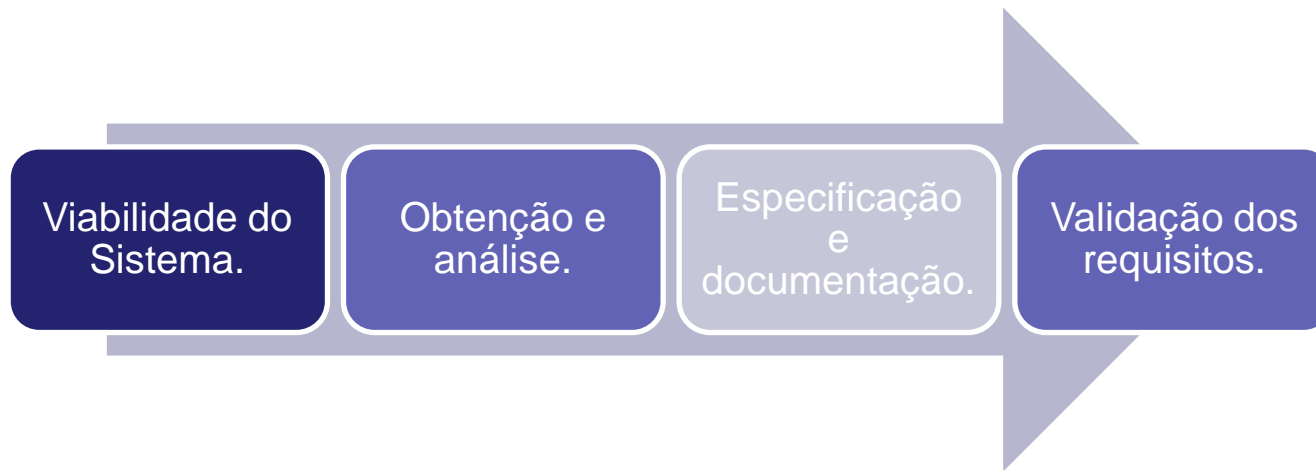 Viabilidade do
Sistema.
Obtenção e
análise.
Especificação
e
documentação.
Validação dos
requisitos.